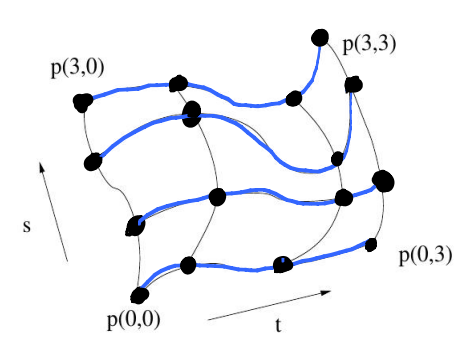 p(3,3)
p(3,0)
s
p(0,3)
p(0,0)
t